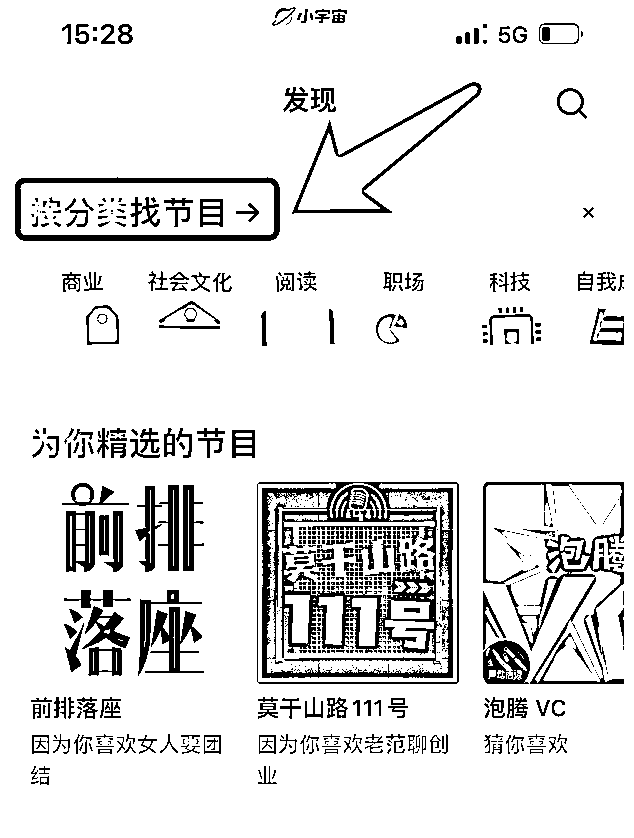 小宇宙
15:28
5G
发现
按分类找节目 →
×
商业 社会文化 阅读 职场 科技 自我
为你精选的节目
前排
落座
莫干山路
111号
泡腾
前排落座 莫干山路111号 泡腾 VC
因为你喜欢女人要团 因为你喜欢老范聊创 猜你喜欢
结 业